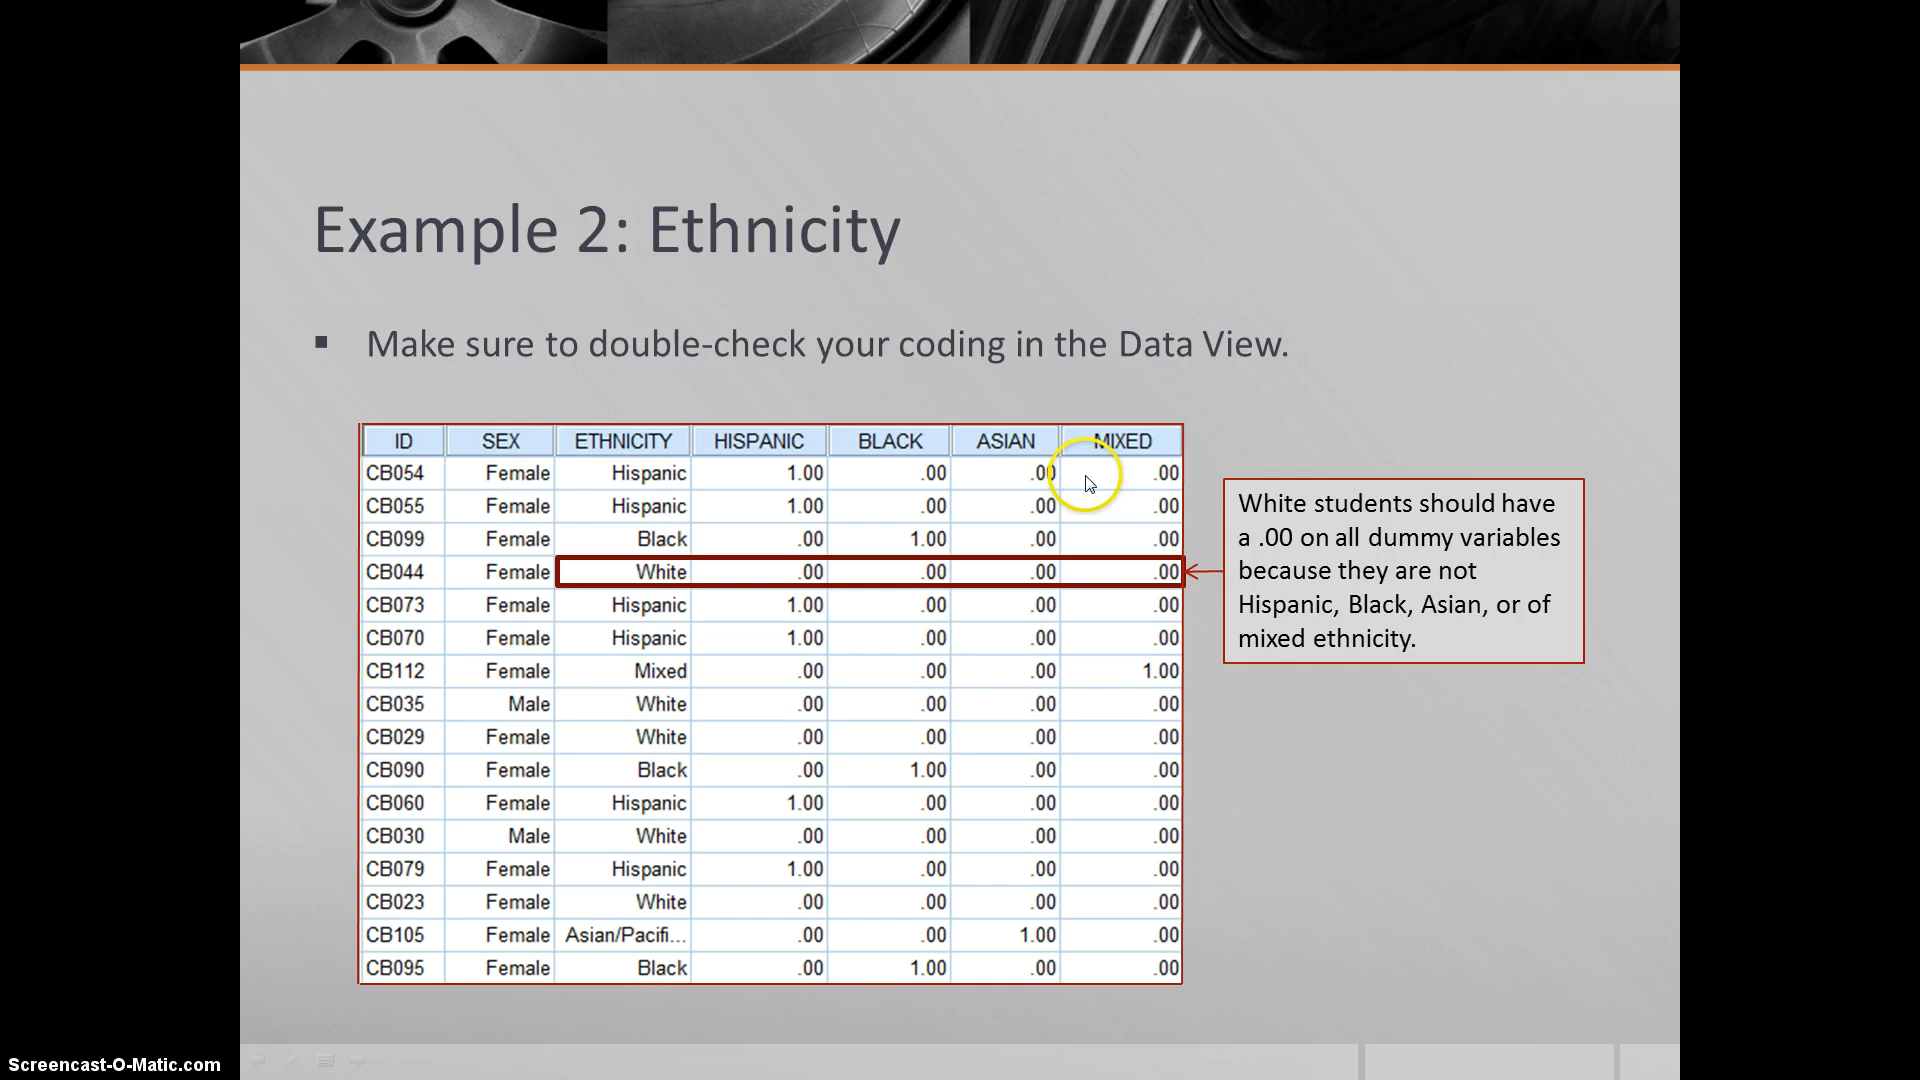 Example 2: Ethnicity
▪ Make sure to double-check your coding in the Data View.
ID SEX ETHNICITY HISPANIC BLACK ASIAN MIXED
CB054 Female Hispanic 1.00 .00 .00 .00
CB055 Female Hispanic 1.00 .00 .00 .00
CB099 Female Black .00 1.00 .00 .00
CB044 Female White .00 .00 .00 .00
CB073 Female Hispanic 1.00 .00 .00 .00
CB070 Female Hispanic 1.00 .00 .00 .00
CB112 Female Mixed .00 .00 .00 1.00
CB035 Male White .00 .00 .00 .00
CB029 Female White .00 .00 .00 .00
CB090 Female Black .00 1.00 .00 .00
CB060 Female Hispanic 1.00 .00 .00 .00
CB030 Male White .00 .00 .00 .00
CB079 Female Hispanic 1.00 .00 .00 .00
CB023 Female White .00 .00 .00 .00
CB105 Female Asian/Pacifi... .00 .00 1.00 .00
CB095 Female Black .00 1.00 .00 .00
White students should have
a .00 on all dummy variables
because they are not
Hispanic, Black, Asian, or of
mixed ethnicity.
Screencast-O-Matic.com